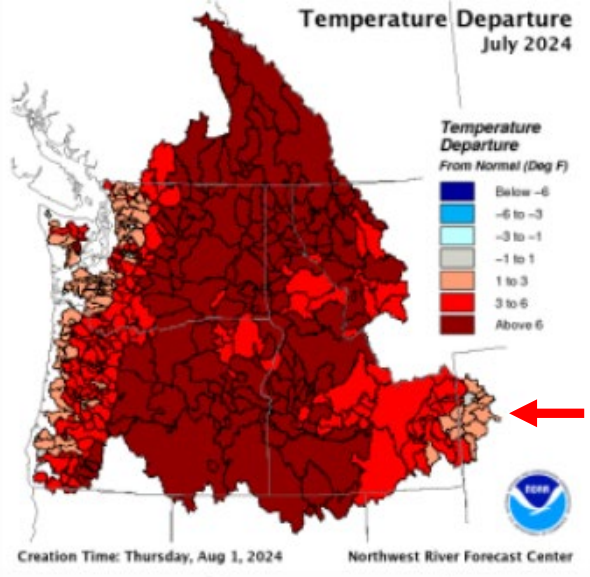 Temperature Departure
July 2024
Temperature
Departure
From Normal (Deg F)
Below -6
-6 to -3
-3 to -1
-1 to 1
1 to 3
3 to 6
Above 6
noaa
Creation Time: Thursday, Aug 1, 2024
Northwest River Forecast Center